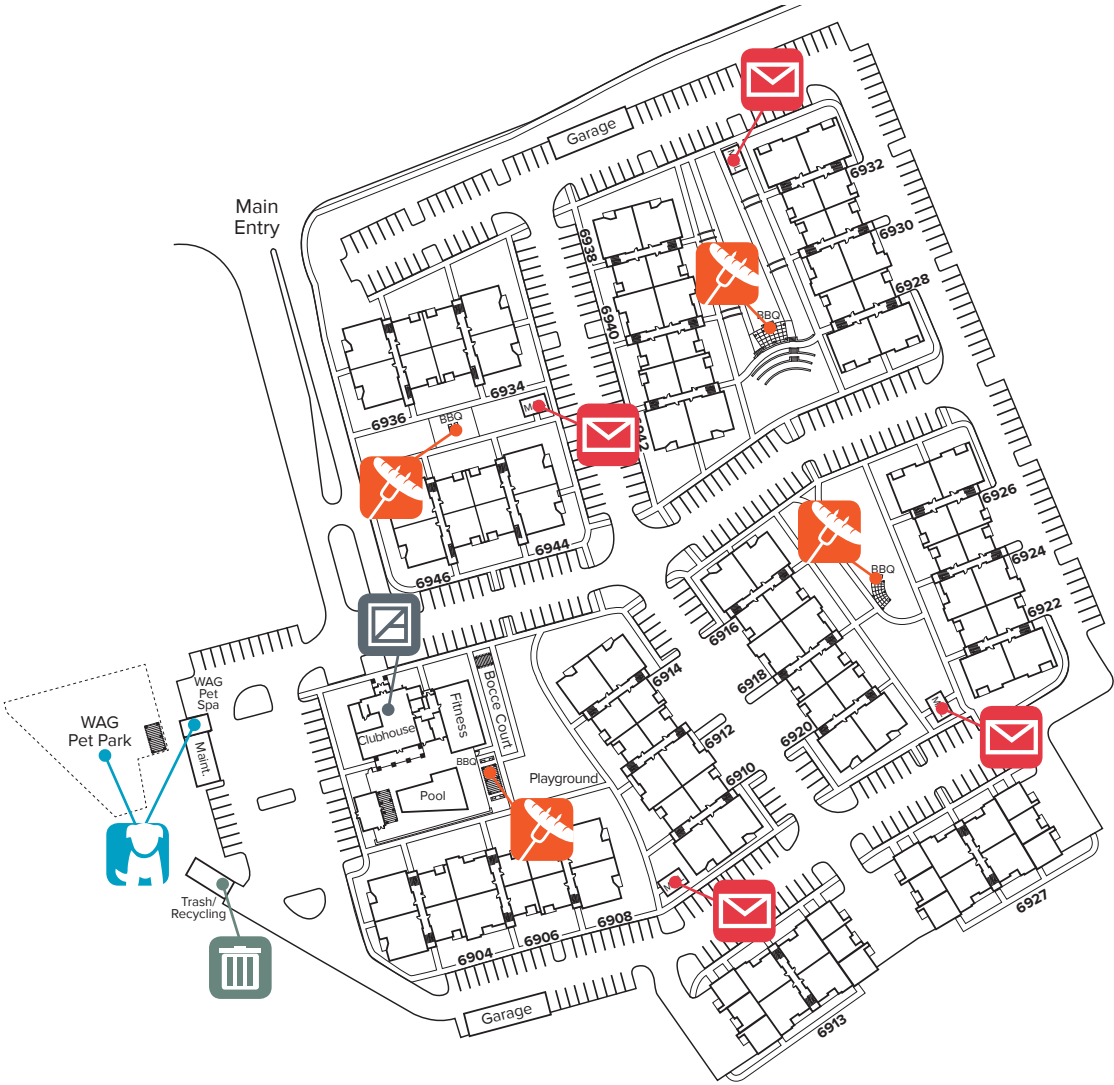 Garage
Main
Entry
6932
6938
6930
6928
6940
BBQ
6934
6936
BBQ
6944
6946
6926
6924
BBQ
6922
6916
6914
6918
6920
6912
6910
WAG
Pet
Spa
WAG
Pet Park
Maint.
Clubhouse
Fitness
Bocce Court
BBQ
Playground
Pool
Trash/
Recycling
6908
6906
6904
6927
Garage
6913